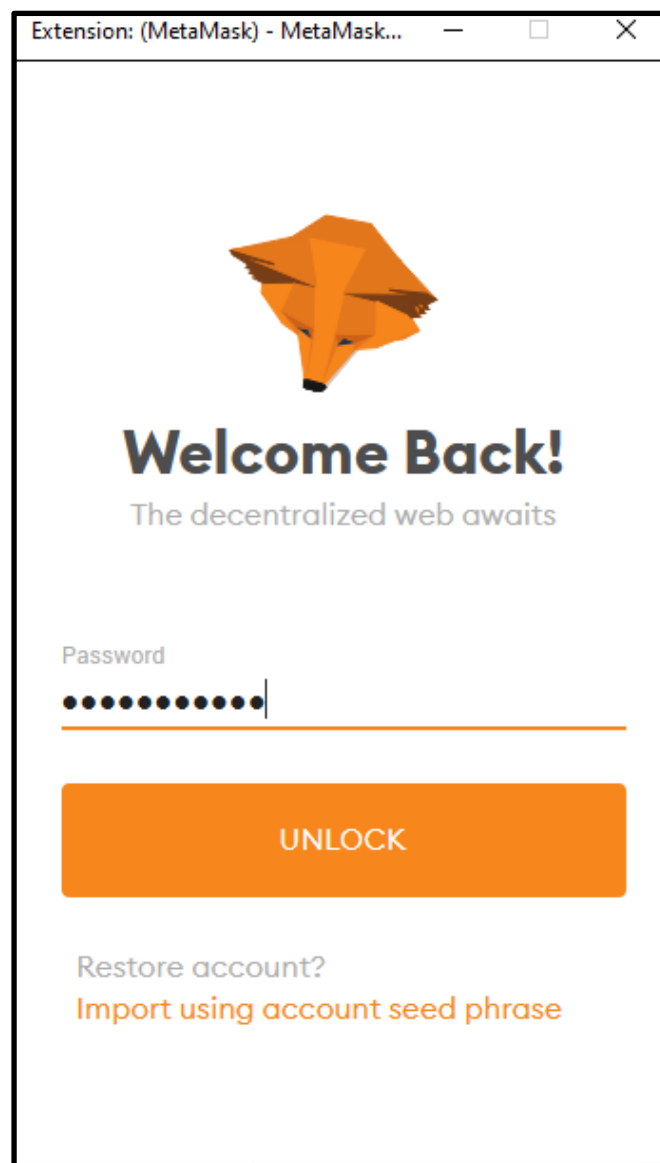 Extension: (MetaMask) - MetaMask...
Welcome Back!
The decentralized web awaits
Password
•••••••••••
UNLOCK
Restore account?
Import using account seed phrase